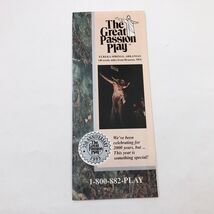 The
Great
Passion
Play
EUREKA SPRINGS, ARKANSAS
We've been
celebrating for
2000 years, but ...
This year is
something special!
1-800-882-PLAY